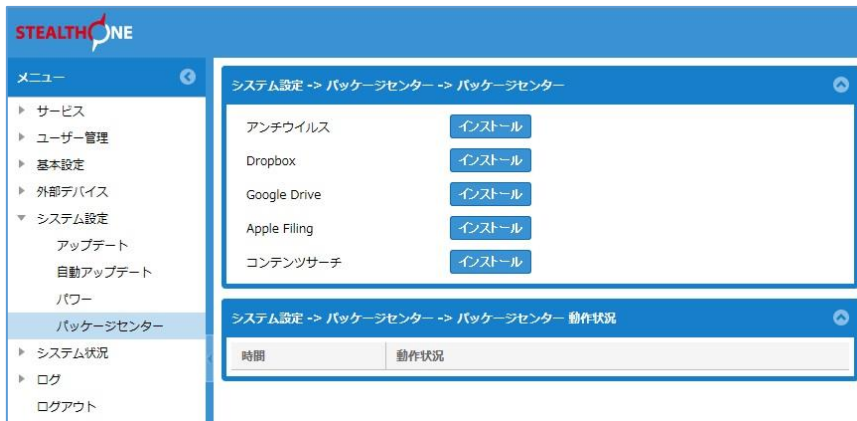 STEALTHONE
メニュー
サービス
ユーザー管理
基本設定
外部デバイス
システム設定
アップデート
自動アップデート
パワー
パッケージセンター
システム状況
ログ
ログアウト
システム設定 -> パッケージセンター -> パッケージセンター
アンチウイルス インストール
Dropbox インストール
Google Drive インストール
Apple Filing インストール
コンテンツサーチ インストール
システム設定 -> パッケージセンター -> パッケージセンター 動作状況
時間 動作状況